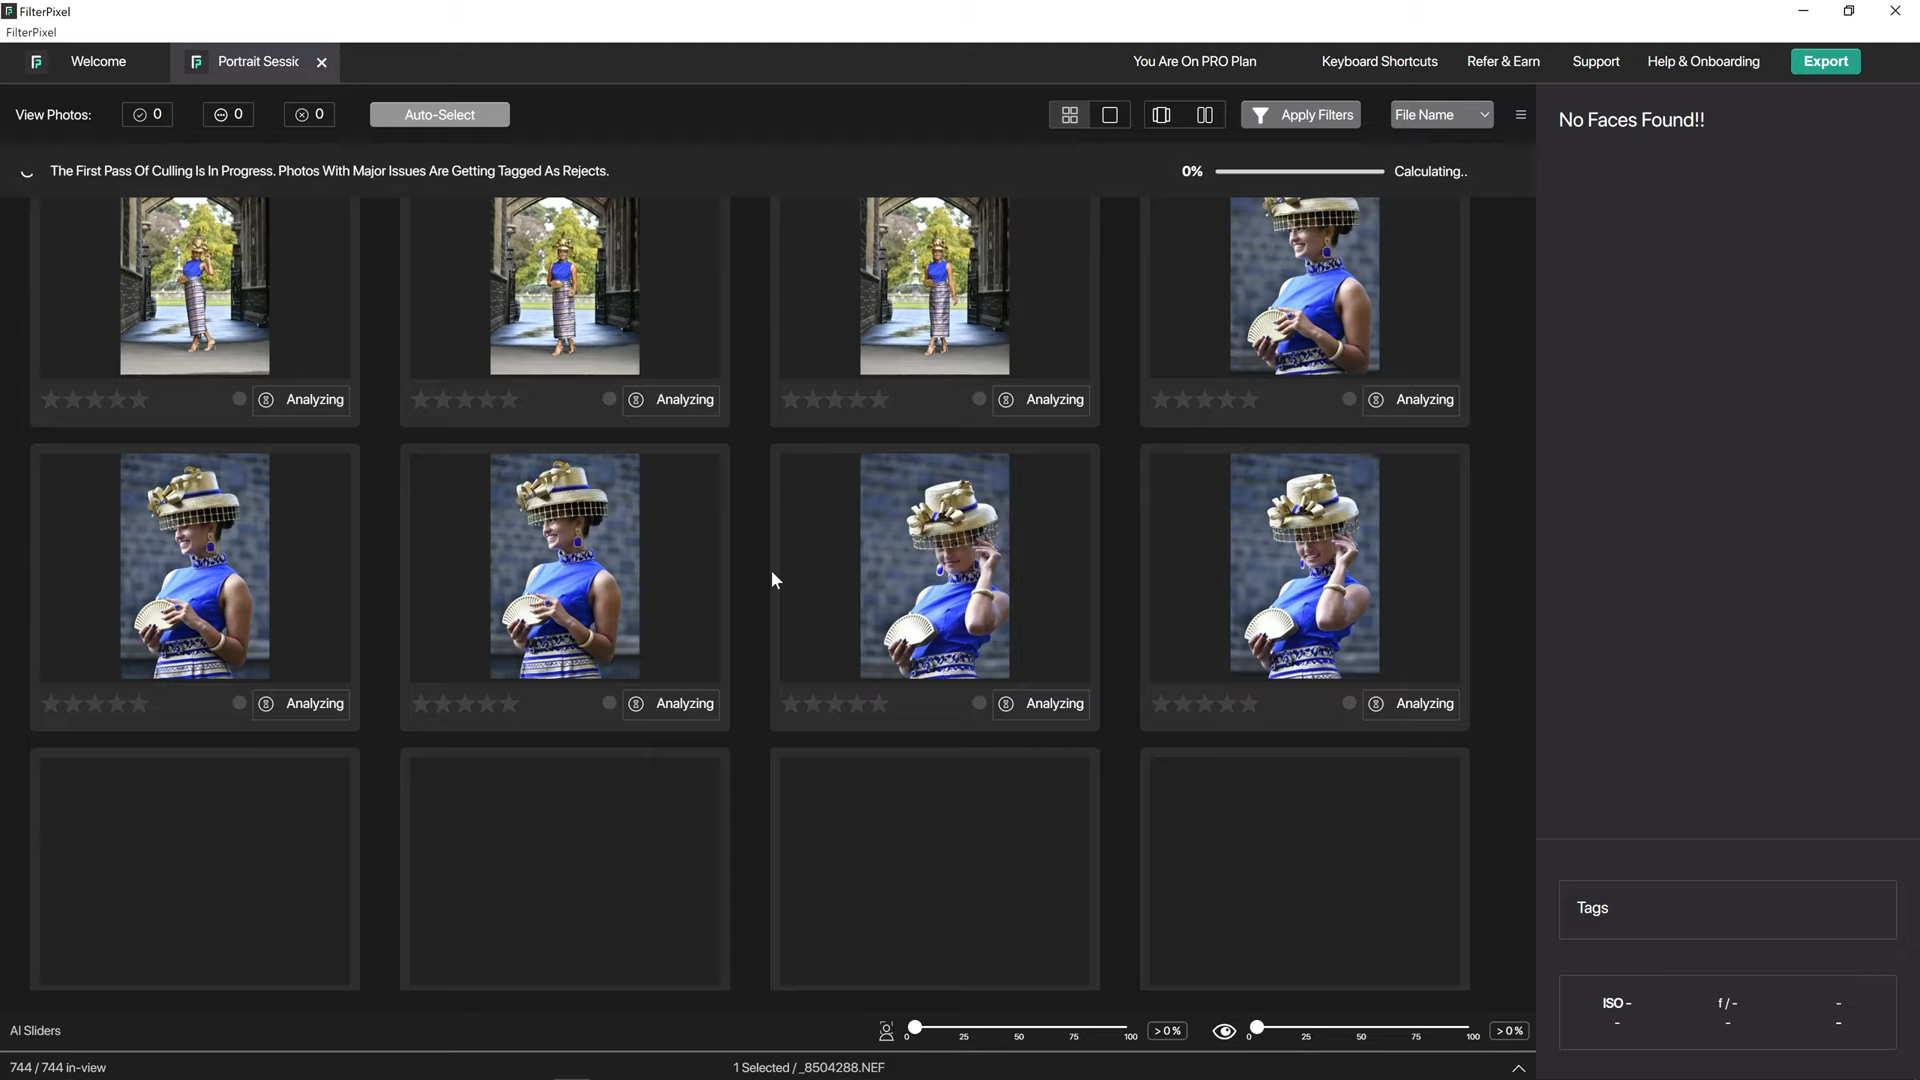 FilterPixel
FilterPixel
Welcome
Portrait Sessic
You Are On PRO Plan
Keyboard Shortcuts
Refer & Earn
Support
Help & Onboarding
Export
View Photos:
0
0
0
Auto-Select
Apply Filters
File Name
No Faces Found!!
The First Pass Of Culling Is In Progress. Photos With Major Issues Are Getting Tagged As Rejects.
0%
Calculating..
Analyzing
Analyzing
Analyzing
Analyzing
Analyzing
Analyzing
Analyzing
Analyzing
Tags
ISO -
f / -
-
-
-
-
AI Sliders
0 25 50 75 100
> 0 %
0 25 50 75 100
> 0 %
744 / 744 in-view
1 Selected / _8504288.NEF